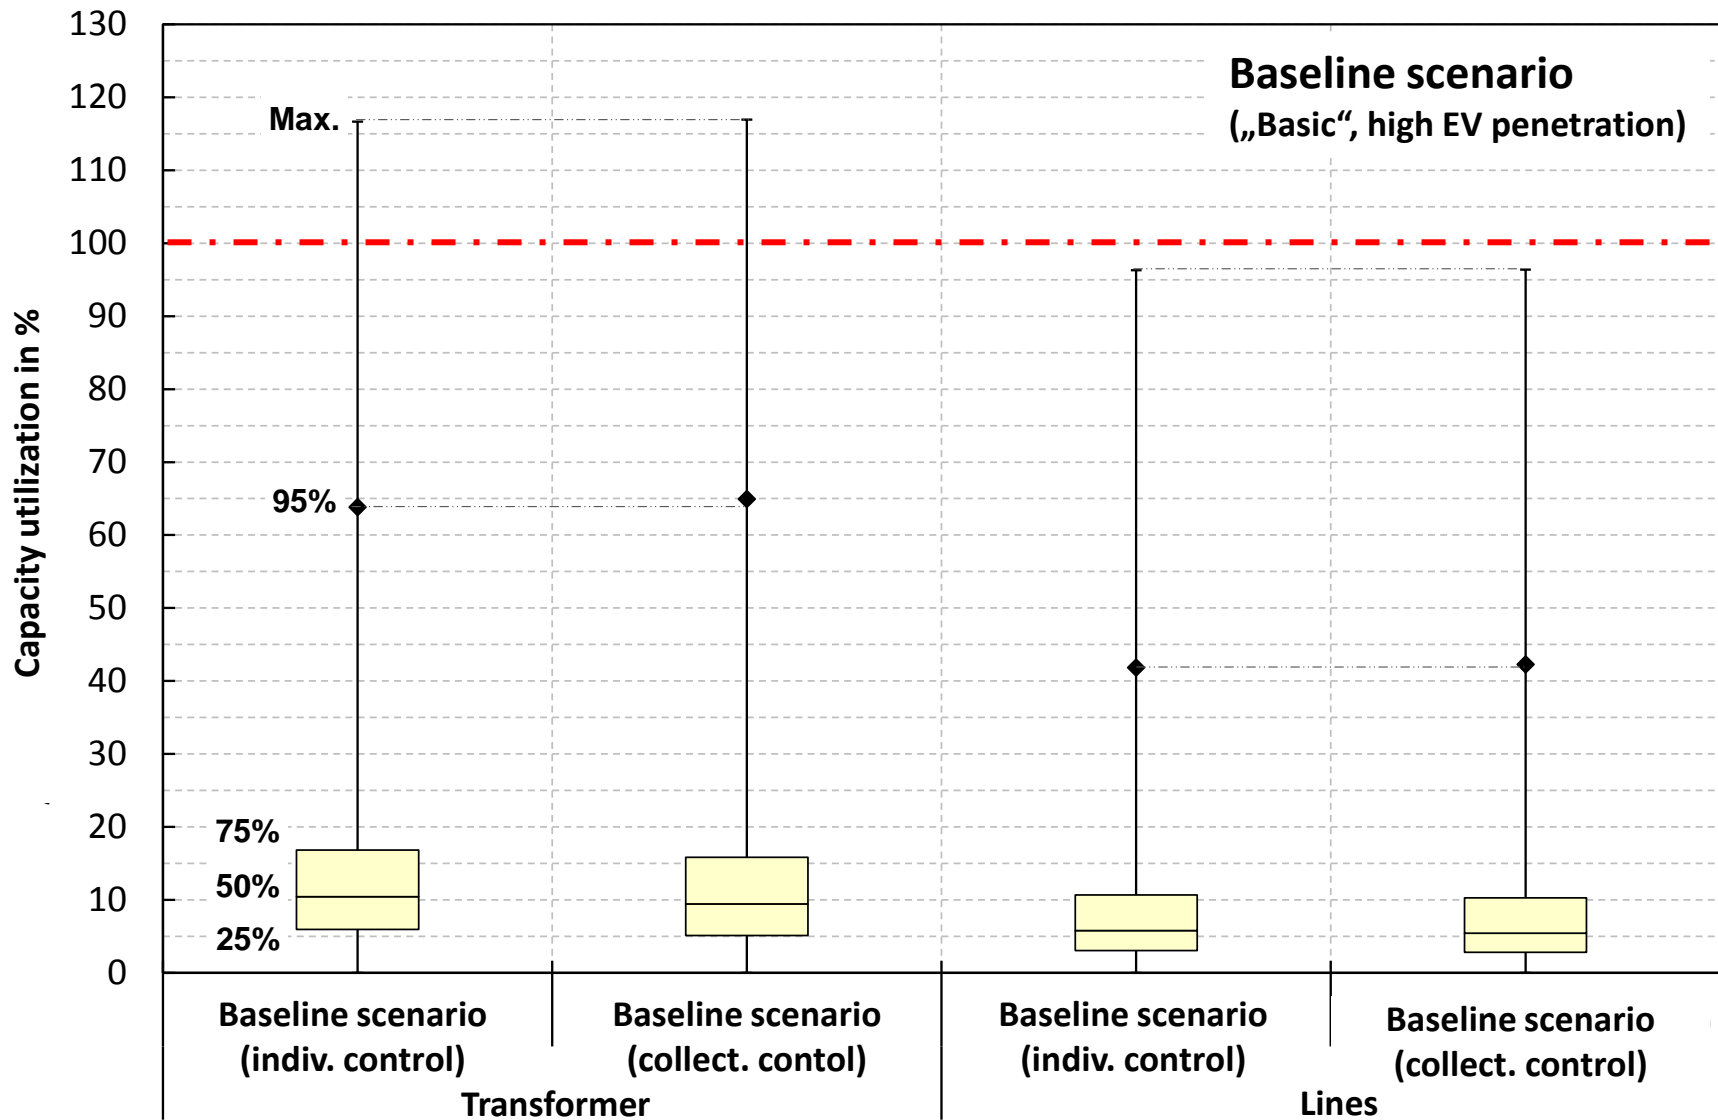 Baseline scenario
(„Basic“, high EV penetration)
Capacity utilization in %
130
120
110
100
90
80
70
60
50
40
30
20
10
0
Max.
95%
75%
50%
25%
Baseline scenario
(indiv. control)
Baseline scenario
(collect. contol)
Baseline scenario
(indiv. control)
Baseline scenario
(collect. control)
Transformer
Lines